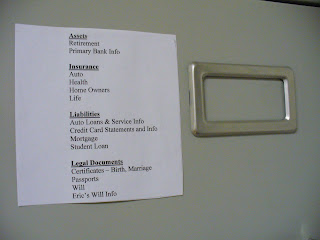 Assets
Retirement
Primary Bank Info
Insurance
Auto
Health
Home Owners
Life
Liabilities
Auto Loans & Service Info
Credit Card Statements and Info
Mortgage
Student Loan
Legal Documents
Certificates – Birth, Marriage
Passports
Will
Eric's Will Info